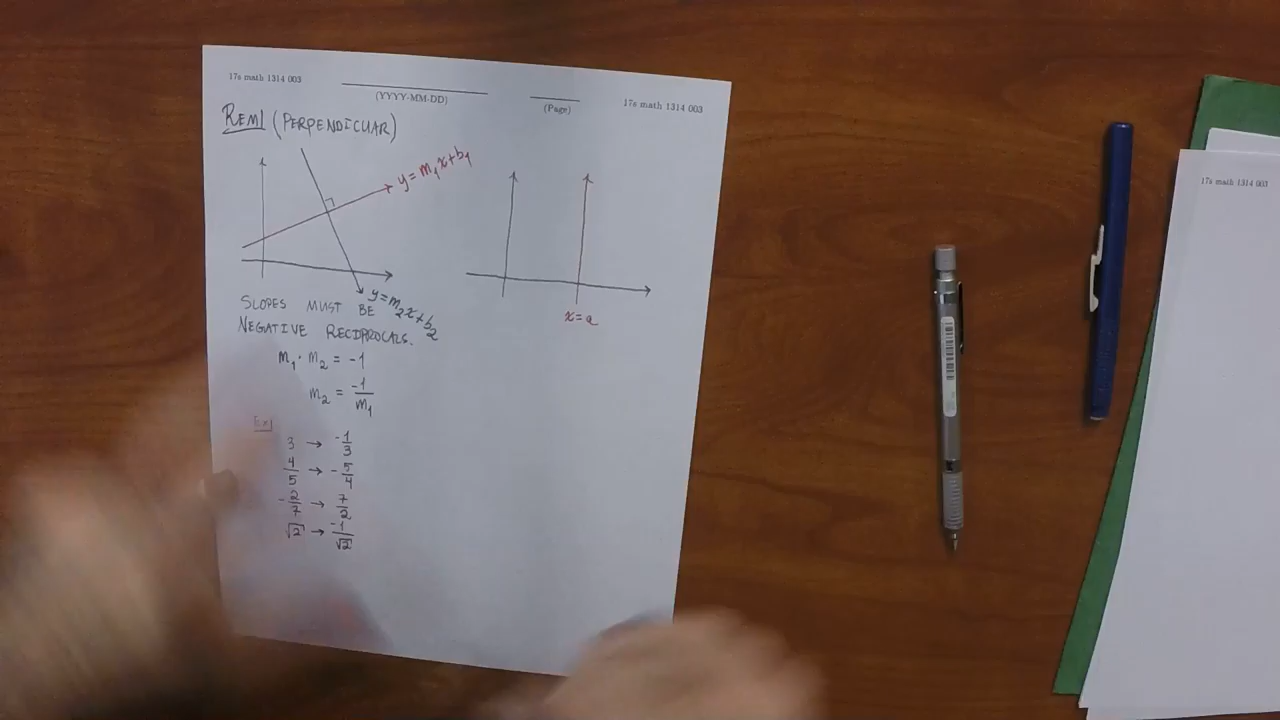 17s math 1314 003
(YYYY-MM-DD)
(Page)
17s math 1314 003
REM (PERPENDICUAR)
y = m₁x+b₁
y = m₂x+b₂
SLOPES MUST BE
NEGATIVE RECIPROCALS.
m₁ · m₂ = -1
m₂ = -1/m₁
3 → -1/3
4/5 → -5/4
-2/7 → 7/2
√2 → -1/√2
x=a
17s math 1314 003